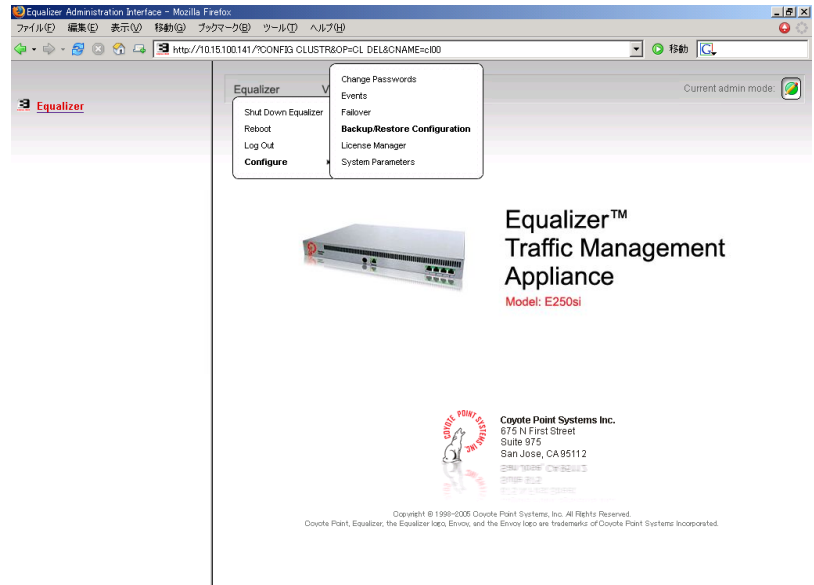 Equalizer Administration Interface - Mozilla Firefox
ファイル(F) 編集(E) 表示(V) 移動(G) ブックマーク(B) ツール(T) ヘルプ(H)
http://10.15.100.141/?CONFIG CLUSTR&OP=CL DEL&CNAME=cl00 移動
Equalizer
Equalizer V
Current admin mode:
Shut Down Equalizer
Reboot
Log Out
Configure
Change Passwords
Events
Failover
Backup/Restore Configuration
License Manager
System Parameters
Equalizer™
Traffic Management
Appliance
Model: E250si
COYOTE POINT SYSTEMS, INC.
Coyote Point Systems Inc.
675 N First Street
Suite 975
San Jose, CA 95112
Copyright © 1998-2005 Coyote Point Systems, Inc. All Rights Reserved.
Coyote Point, Equalizer, the Equalizer logo, Envoy, and the Envoy logo are trademarks of Coyote Point Systems Incorporated.